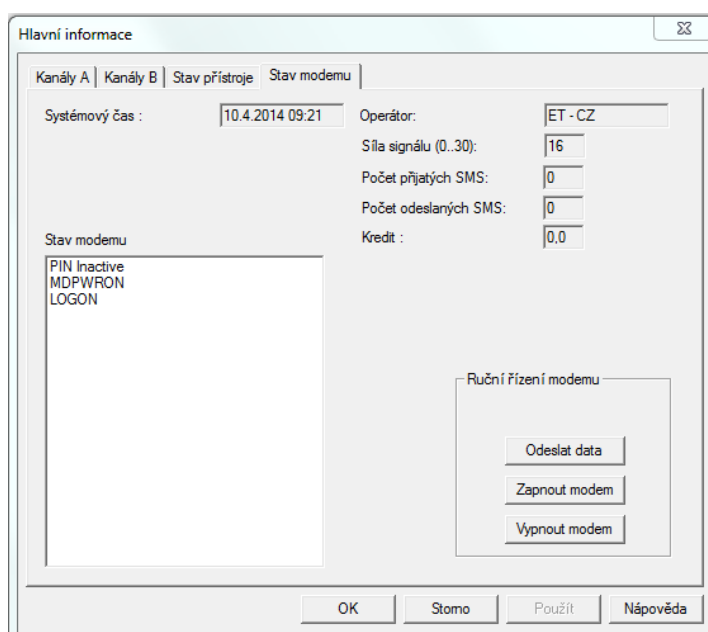 Hlavní informace
Kanály A Kanály B Stav přístroje Stav modemu
Systémový čas : 10.4.2014 09:21
Operátor: ET - CZ
Síla signálu (0..30): 16
Počet přijatých SMS: 0
Počet odeslaných SMS: 0
Kredit : 0,0
Stav modemu
PIN Inactive
MDPWRON
LOGON
Ruční řízení modemu
Odeslat data
Zapnout modem
Vypnout modem
OK Storno Použít Nápověda